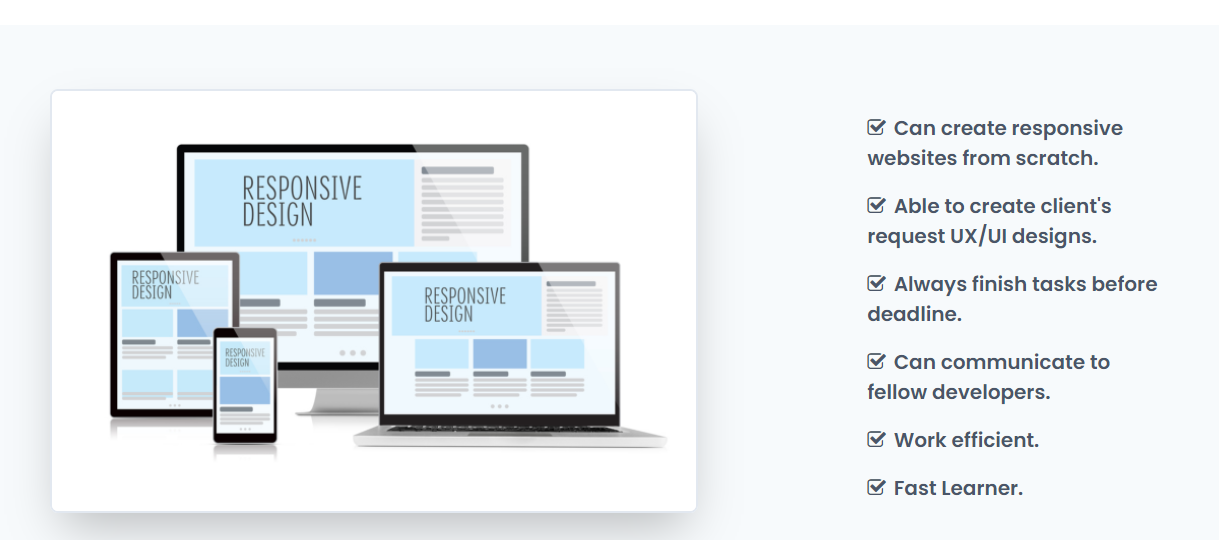 RESPONSIVE
DESIGN
RESPONSIVE
DESIGN
RESPONSIVE
DESIGN
RESPONSIVE
DESIGN
Can create responsive
websites from scratch.
Able to create client's
request UX/UI designs.
Always finish tasks before
deadline.
Can communicate to
fellow developers.
Work efficient.
Fast Learner.